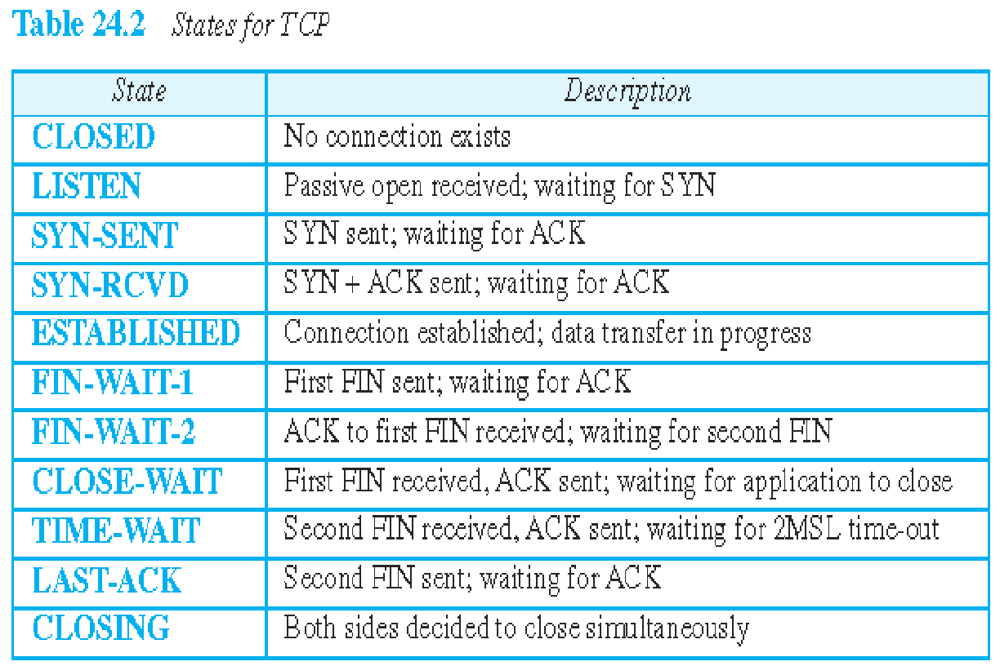 Table 24.2 States for TCP
State Description
CLOSED No connection exists
LISTEN Passive open received; waiting for SYN
SYN-SENT SYN sent; waiting for ACK
SYN-RCVD SYN + ACK sent; waiting for ACK
ESTABLISHED Connection established; data transfer in progress
FIN-WAIT-1 First FIN sent; waiting for ACK
FIN-WAIT-2 ACK to first FIN received; waiting for second FIN
CLOSE-WAIT First FIN received, ACK sent; waiting for application to close
TIME-WAIT Second FIN received, ACK sent; waiting for 2MSL time-out
LAST-ACK Second FIN sent; waiting for ACK
CLOSING Both sides decided to close simultaneously